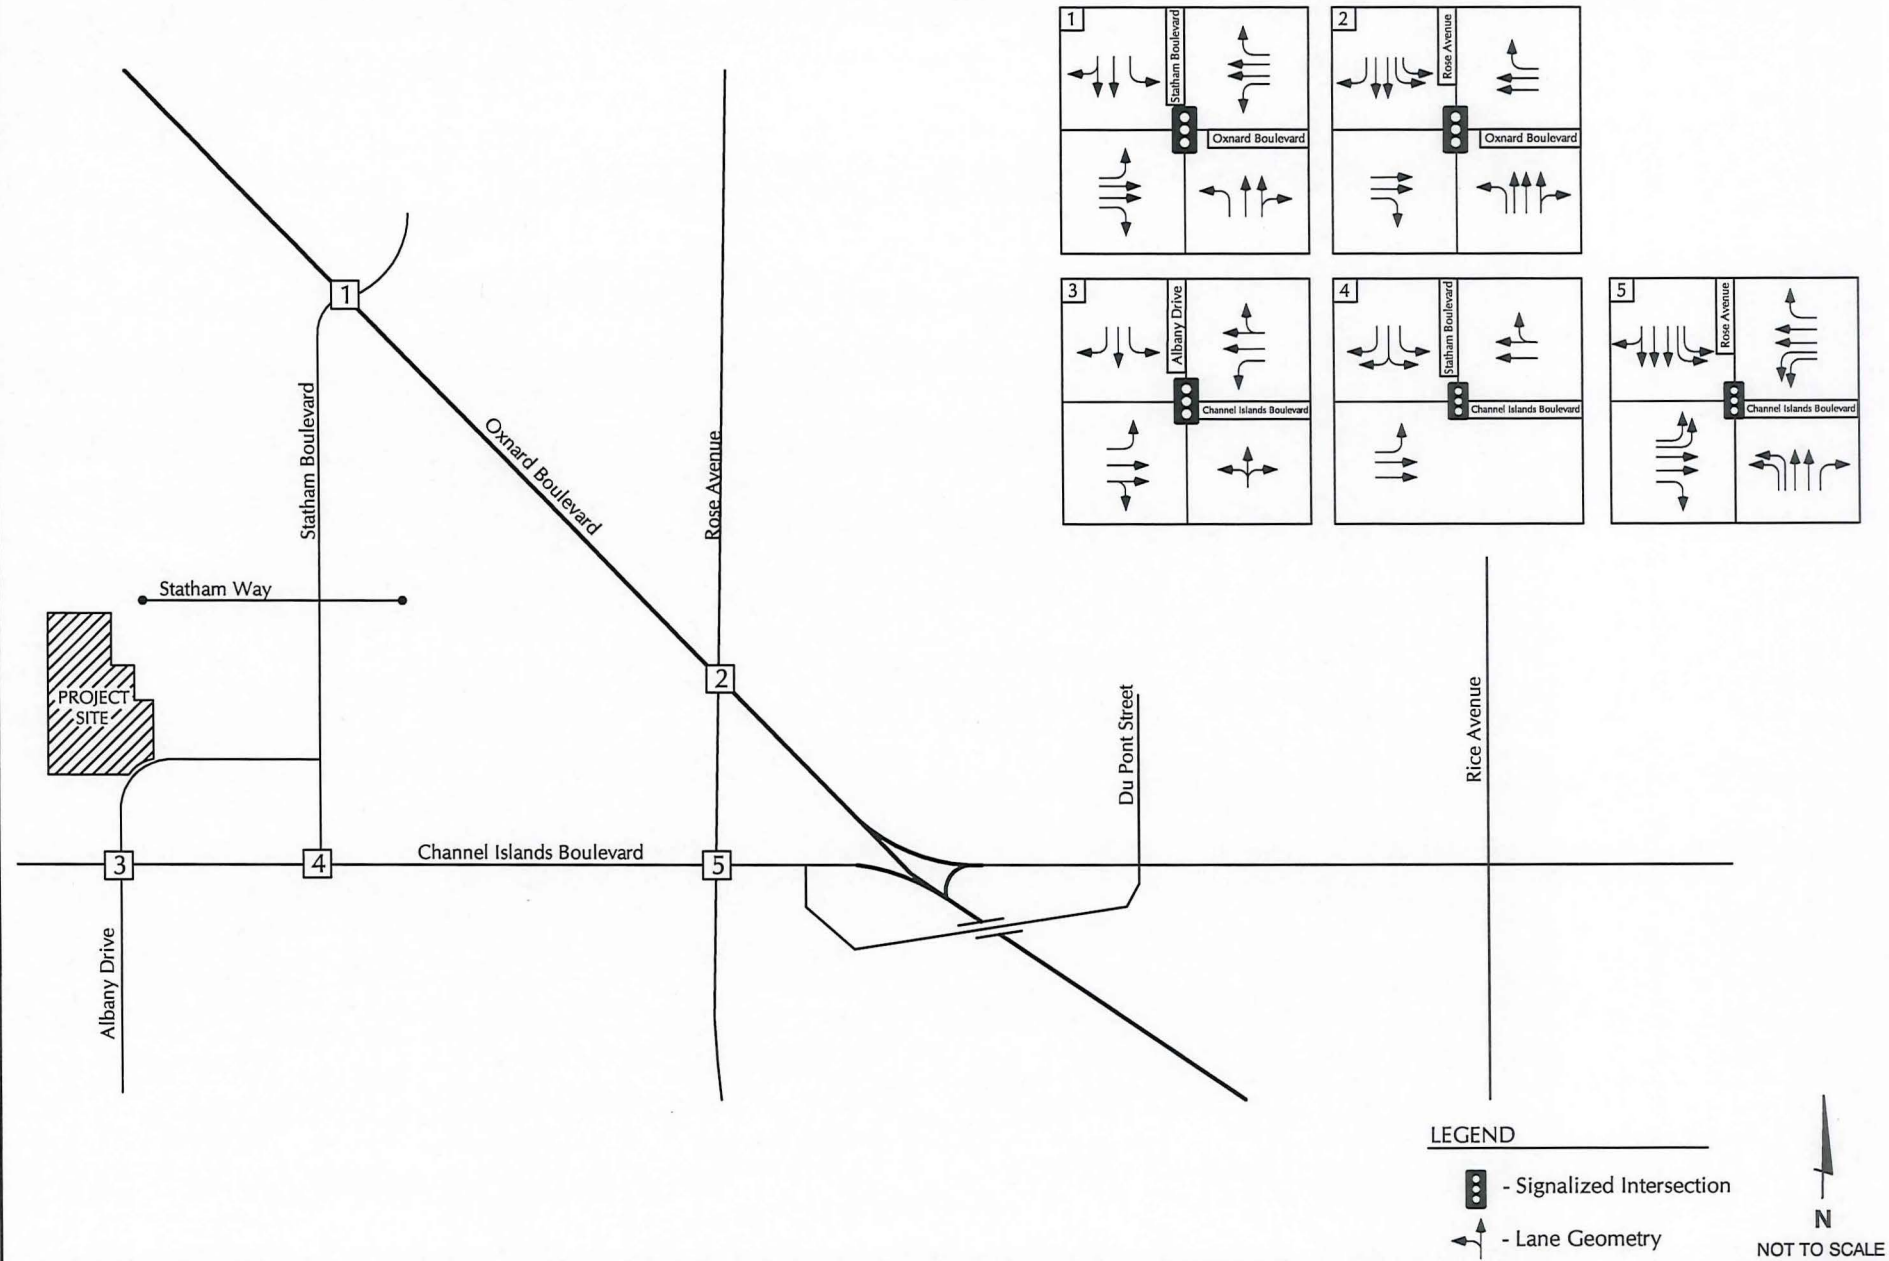 1
Statham Boulevard
Oxnard Boulevard
2
Rose Avenue
Oxnard Boulevard
3
Albany Drive
Channel Islands Boulevard
4
Statham Boulevard
Channel Islands Boulevard
5
Rose Avenue
Channel Islands Boulevard
1
Statham Boulevard
Oxnard Boulevard
Rose Avenue
Statham Way
2
PROJECT
SITE
Du Pont Street
Rice Avenue
3
4
Channel Islands Boulevard
5
Albany Drive
LEGEND
- Signalized Intersection
- Lane Geometry
N
NOT TO SCALE